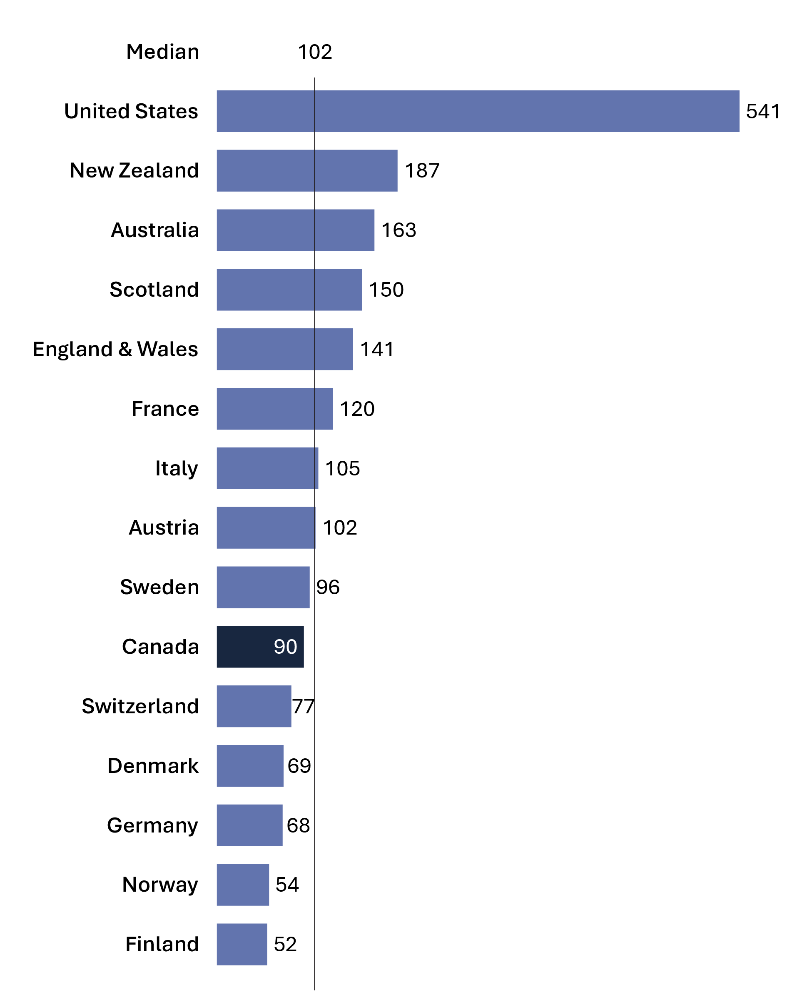 Median 102
United States 541
New Zealand 187
Australia 163
Scotland 150
England & Wales 141
France 120
Italy 105
Austria 102
Sweden 96
Canada 90
Switzerland 77
Denmark 69
Germany 68
Norway 54
Finland 52